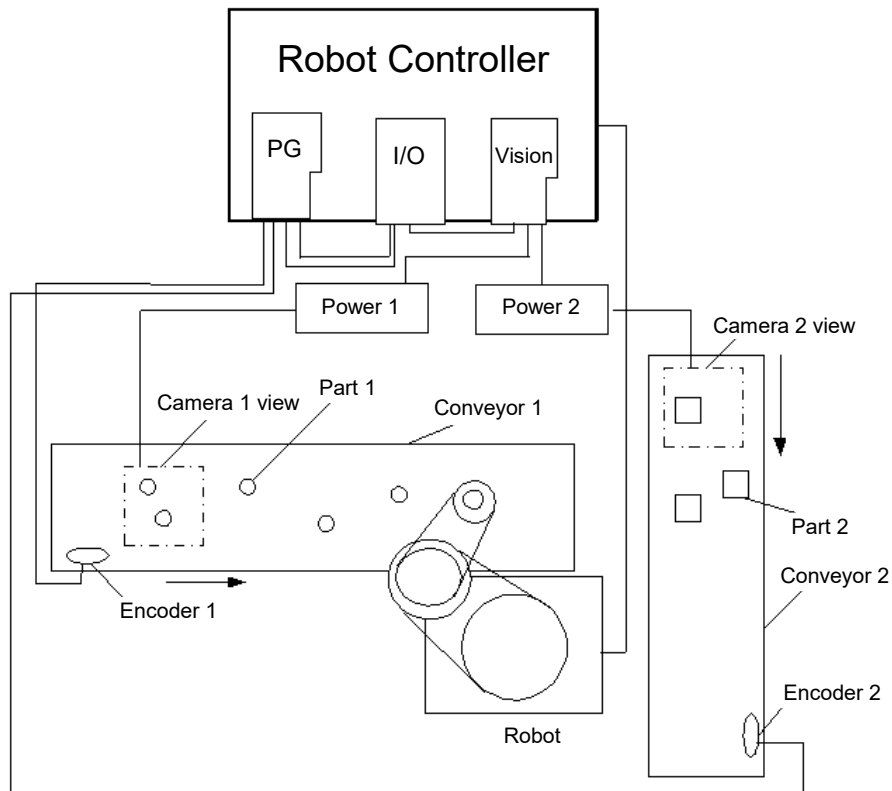 Robot Controller
PG
I/O
Vision
Power 1
Power 2
Camera 2 view
Part 1
Camera 1 view
Conveyor 1
Part 2
Conveyor 2
Encoder 1
Encoder 2
Robot